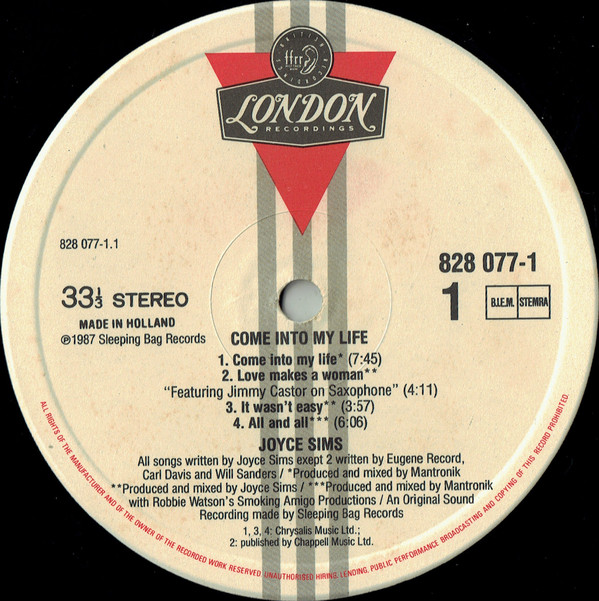 BRITISH
ffrr
RECORDINGS
LONDON
RECORDINGS
828 077-1.1
828 077-1
33⅓ STEREO
1
B.I.E.M. STEMRA
MADE IN HOLLAND
℗1987 Sleeping Bag Records
COME INTO MY LIFE
1. Come into my life* (7:45)
2. Love makes a woman**
"Featuring Jimmy Castor on Saxophone" (4:11)
3. It wasn't easy** (3:57)
4. All and all*** (6:06)
JOYCE SIMS
All songs written by Joyce Sims exept 2 written by Eugene Record,
Carl Davis and Will Sanders / *Produced and mixed by Mantronik
**Produced and mixed by Joyce Sims / ***Produced and mixed by Mantronik
with Robbie Watson's Smoking Amigo Productions / An Original Sound
Recording made by Sleeping Bag Records
1, 3, 4: Chrysalis Music Ltd.;
2: published by Chappell Music Ltd.
ALL RIGHTS OF THE MANUFACTURER AND OF THE OWNER OF THE RECORDED WORK RESERVED. UNAUTHORISED HIRING, LENDING, PUBLIC PERFORMANCE BROADCASTING AND COPYING OF THIS RECORD PROHIBITED.